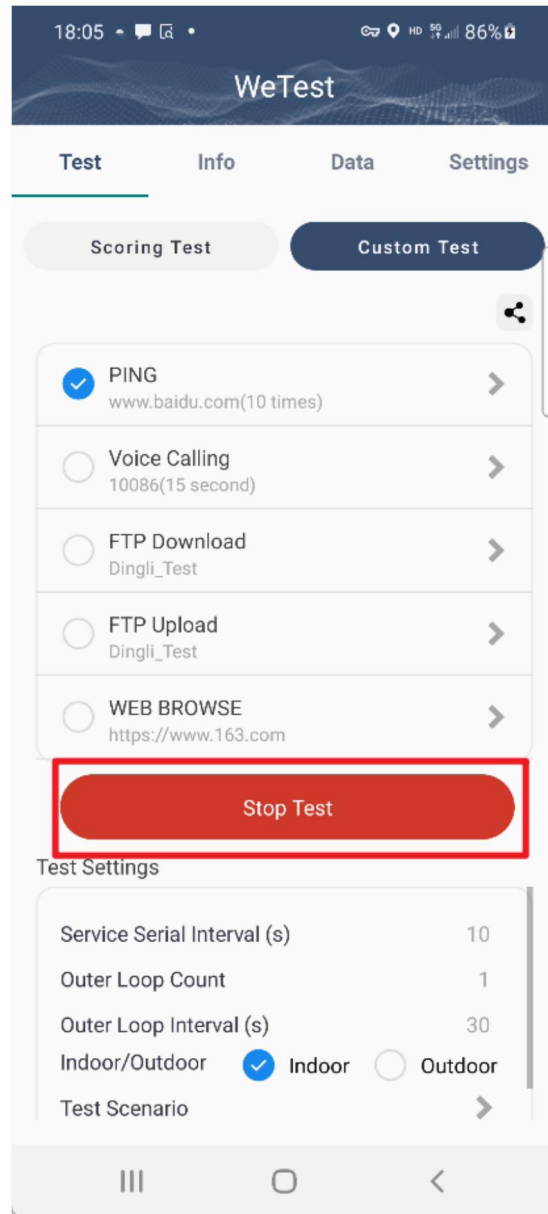 18:05
HD 5G 86%
WeTest
Test Info Data Settings
Scoring Test Custom Test
PING
www.baidu.com(10 times)
Voice Calling
10086(15 second)
FTP Download
Dingli_Test
FTP Upload
Dingli_Test
WEB BROWSE
https://www.163.com
Stop Test
Test Settings
Service Serial Interval (s) 10
Outer Loop Count 1
Outer Loop Interval (s) 30
Indoor/Outdoor Indoor Outdoor
Test Scenario